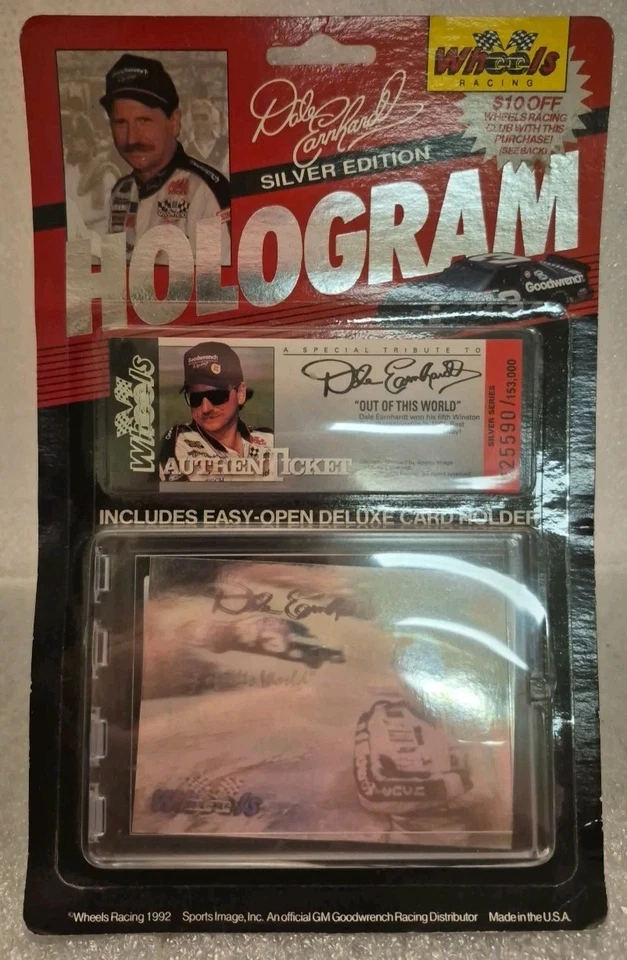 Wheels
RACING
$10 OFF
WHEELS RACING
CLUB WITH THIS
PURCHASE!
(SEE BACK)
Dale
Earnhardt
SILVER EDITION
HOLOGRAM
Goodwrench
Wheels
A SPECIAL TRIBUTE TO
Dale Earnhardt
"OUT OF THIS WORLD"
Dale Earnhardt won his fifth Winston
AUTHENTICKET
SILVER SERIES
25590/153,000
INCLUDES EASY-OPEN DELUXE CARD HOLDER
Dale Earnhardt
World"
Wheels
©Wheels Racing 1992 Sports Image, Inc. An official GM Goodwrench Racing Distributor Made in the U.S.A.